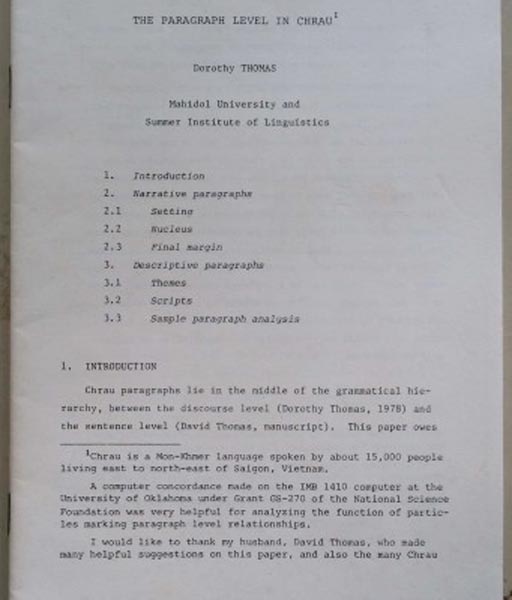 THE PARAGRAPH LEVEL IN CHRAU¹
Dorothy THOMAS
Mahidol University and
Summer Institute of Linguistics
1. Introduction
2. Narrative paragraphs
2.1 Setting
2.2 Nucleus
2.3 Final margin
3. Descriptive paragraphs
3.1 Themes
3.2 Scripts
3.3 Sample paragraph analysis
1. INTRODUCTION
Chrau paragraphs lie in the middle of the grammatical hie-
rarchy, between the discourse level (Dorothy Thomas, 1978) and
the sentence level (David Thomas, manuscript). This paper owes
¹Chrau is a Mon-Khmer language spoken by about 15,000 people
living east to north-east of Saigon, Vietnam.
A computer concordance made on the IMB 1410 computer at the
University of Oklahoma under Grant GS-270 of the National Science
Foundation was very helpful for analyzing the function of partic-
les marking paragraph level relationships.
I would like to thank my husband, David Thomas, who made
many helpful suggestions on this paper, and also the many Chrau